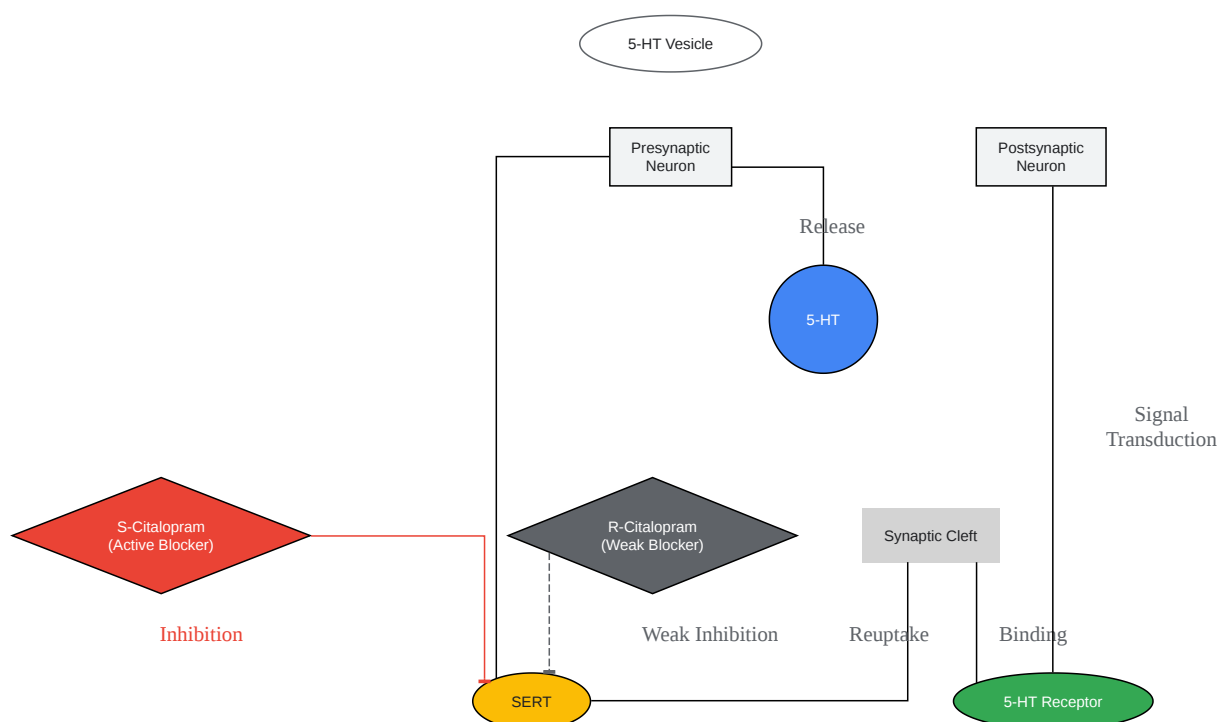 5-HT Vesicle
Presynaptic
Neuron
Postsynaptic
Neuron
Release
5-HT
Signal
Transduction
S-Citalopram
(Active Blocker)
R-Citalopram
(Weak Blocker)
Synaptic Cleft
Inhibition
Weak Inhibition
Reuptake
Binding
SERT
5-HT Receptor